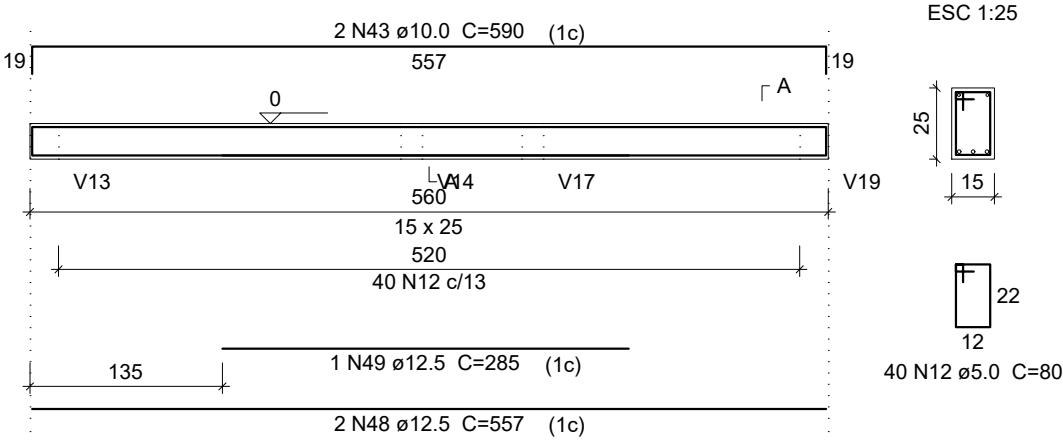 ESC 1:25
2 N43 ø10.0 C=590 (1c)
19
557
19
A
0
25
V13
A
V14
V17
V19
560
15
15 x 25
520
40 N12 c/13
22
12
1 N49 ø12.5 C=285 (1c)
135
40 N12 ø5.0 C=80
2 N48 ø12.5 C=557 (1c)